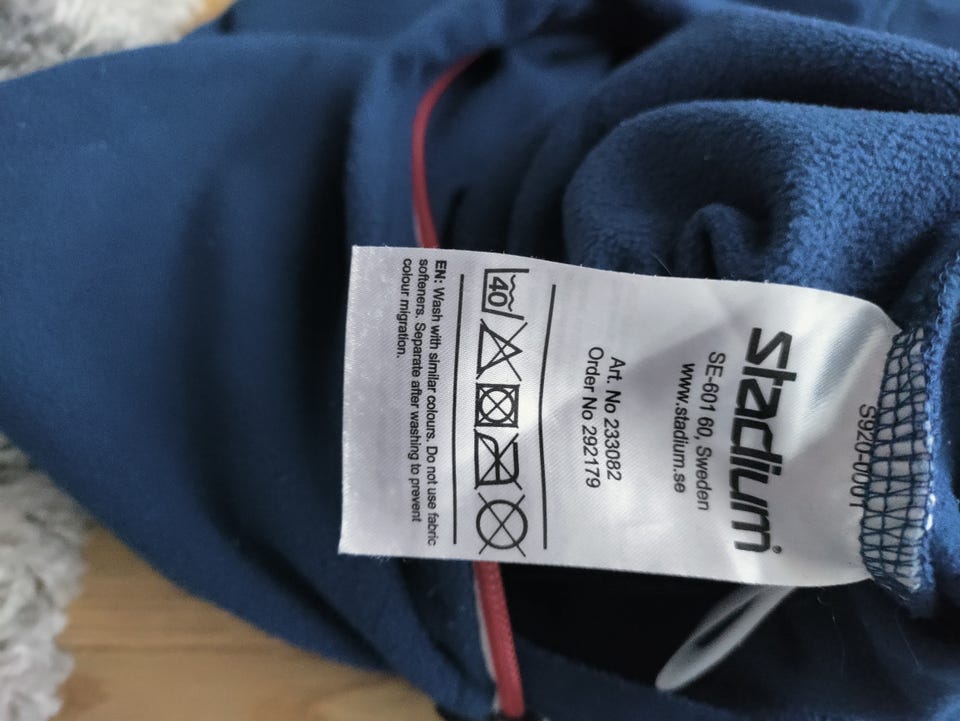 S920-0001
stadium
SE-601 60, Sweden
www.stadium.se
Art. No 233082
Order No 292179
40
EN: Wash with similar colours. Do not use fabric
softeners. Separate after washing to prevent
colour migration.